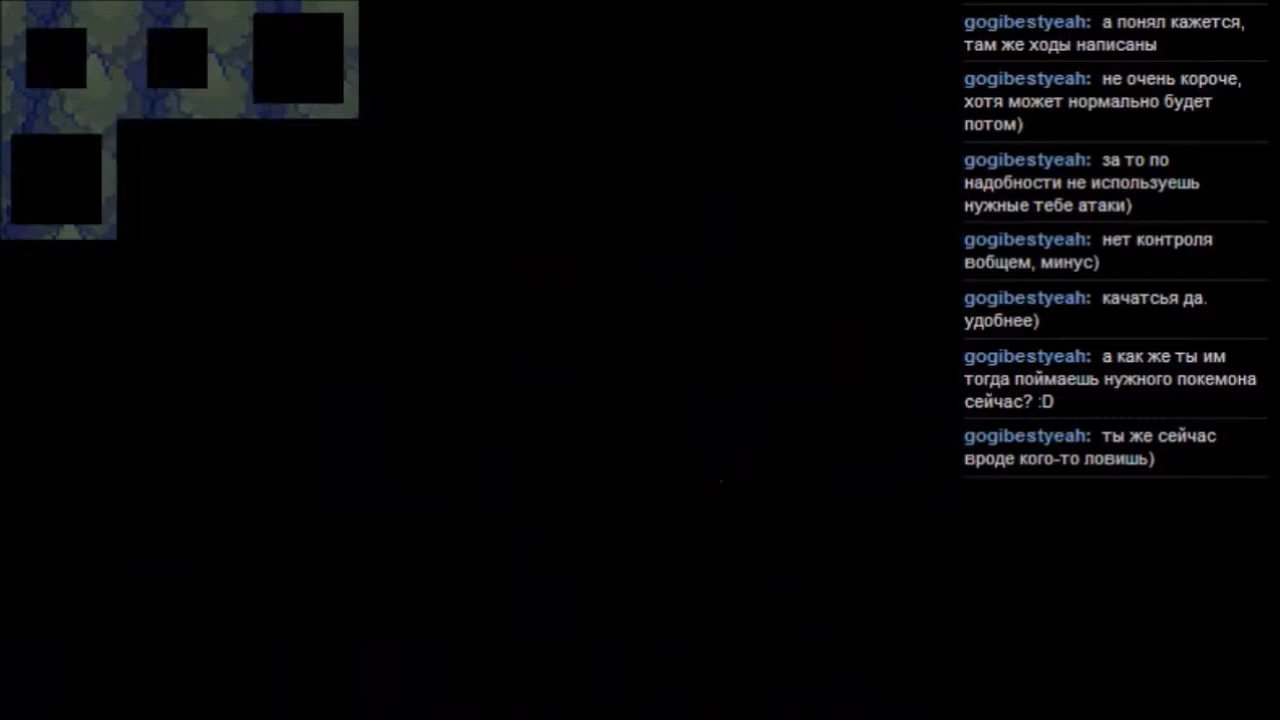 gogibestyeah: а понял кажется,
там же ходы написаны
gogibestyeah: не очень короче,
хотя может нормально будет
потом)
gogibestyeah: за то по
надобности не используешь
нужные тебе атаки)
gogibestyeah: нет контроля
вобщем, минус)
gogibestyeah: качатсья да.
удобнее)
gogibestyeah: а как же ты им
тогда поймаешь нужного покемона
сейчас? :D
gogibestyeah: ты же сейчас
вроде кого-то ловишь)